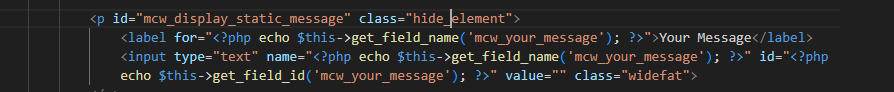 <p id="mcw_display_static_message" class="hide_element">
<label for="<?php echo $this->get_field_name('mcw_your_message'); ?>">Your Message</label>
<input type="text" name="<?php echo $this->get_field_name('mcw_your_message'); ?>" id="<?php
echo $this->get_field_id('mcw_your_message'); ?>" value="" class="widefat">